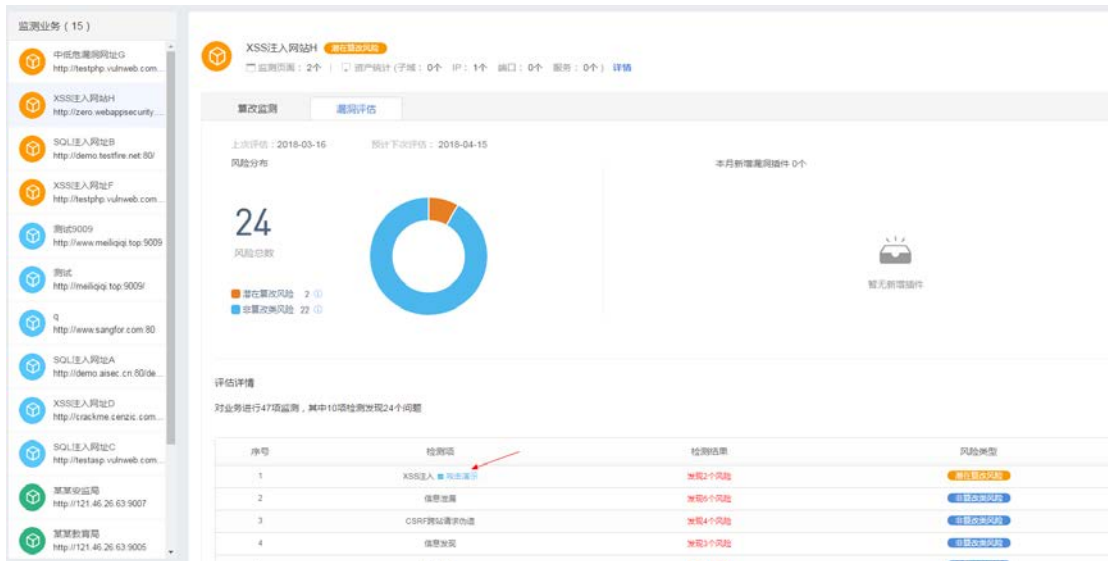 监测业务 ( 15 )
中低危漏洞网址G
http://testphp.vulnweb.com...
XSS注入网站H
http://zero.webappsecurity....
SQL注入网址B
http://demo.testfire.net:80/
XSS注入网址F
http://testphp.vulnweb.com...
测试9009
http://www.meiliqiqi.top:9009
测试
http://meiliqiqi.top:9009/
q
http://www.sangfor.com:80
SQL注入网址A
http://demo.aisec.cn:80/de...
XSS注入网址D
http://crackme.cenzic.com...
SQL注入网址C
http://testasp.vulnweb.com...
某某安监局
http://121.46.26.63:9007
某某教育局
http://121.46.26.63:9005
XSS注入网站H 潜在篡改风险
监测页面：2个 | 资产统计 (子域：0个 IP：1个 端口：0个 服务：0个 ) 详情
篡改监测 漏洞评估
上次评估：2018-03-16 预计下次评估：2018-04-15
风险分布
本月新增漏洞插件 0个
24
风险总数
潜在篡改风险 2
非篡改类风险 22
暂无新增插件
评估详情
对业务进行47项监测，其中10项检测发现24个问题
序号 检测项 检测结果 风险类型
1 XSS注入 攻击演示 发现2个风险 潜在篡改风险
2 信息泄漏 发现6个风险 非篡改类风险
3 CSRF跨站请求伪造 发现4个风险 非篡改类风险
4 信息发现 发现3个风险 非篡改类风险